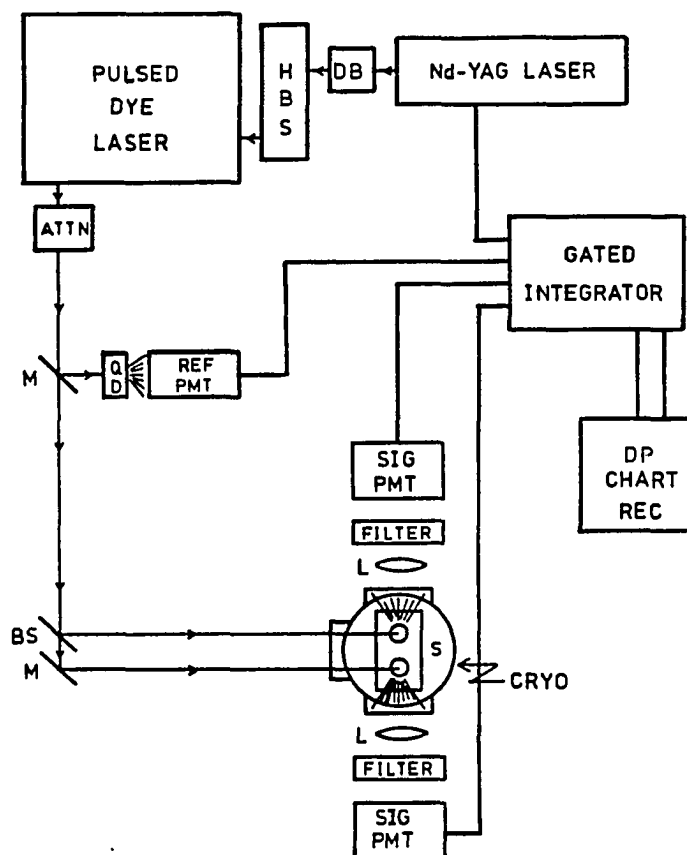 PULSED
DYE
LASER
H
B
S
DB
Nd-YAG LASER
ATTN
GATED
INTEGRATOR
M
Q
D
REF
PMT
SIG
PMT
DP
CHART
REC
FILTER
L
BS
M
S
CRYO
L
FILTER
SIG
PMT